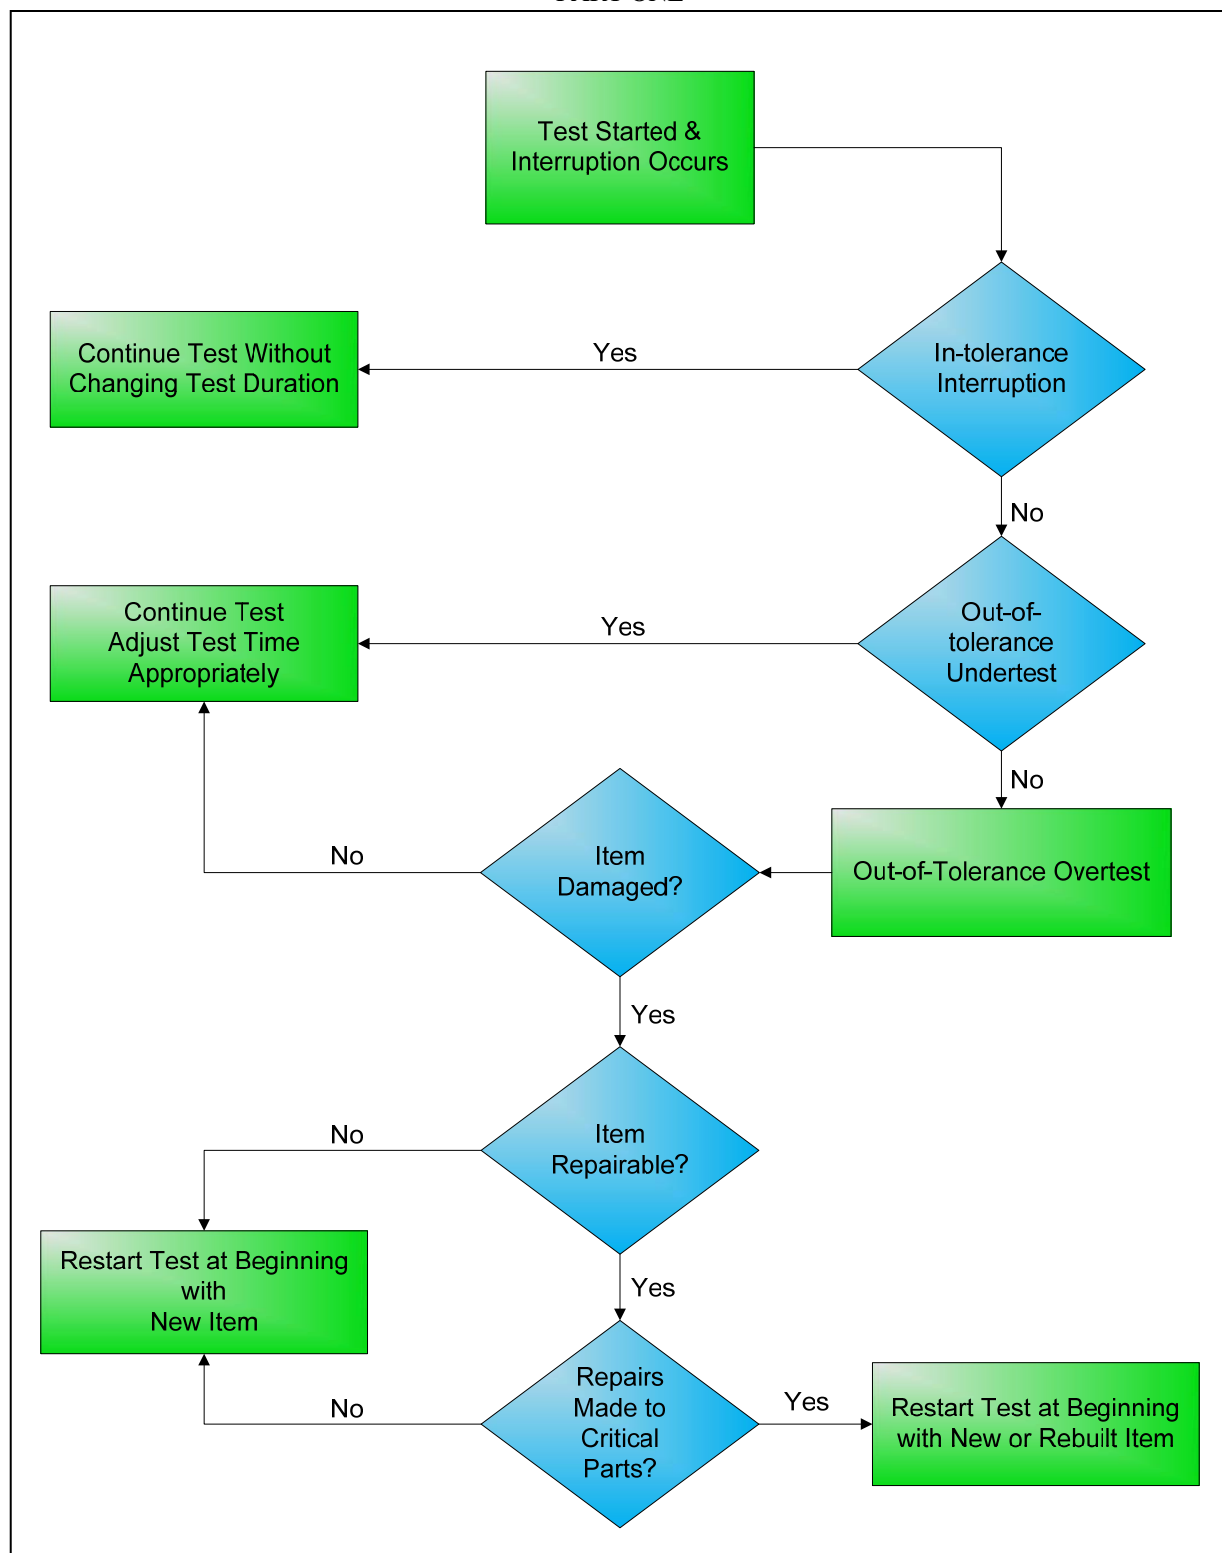 PART ONE
Test Started &
Interruption Occurs
In-tolerance
Interruption
Yes
Continue Test Without
Changing Test Duration
No
Out-of-
tolerance
Undertest
Yes
Continue Test
Adjust Test Time
Appropriately
No
Out-of-Tolerance Overtest
Item
Damaged?
No
Yes
Item
Repairable?
No
Restart Test at Beginning
with
New Item
Yes
Repairs
Made to
Critical
Parts?
No
Yes
Restart Test at Beginning
with New or Rebuilt Item